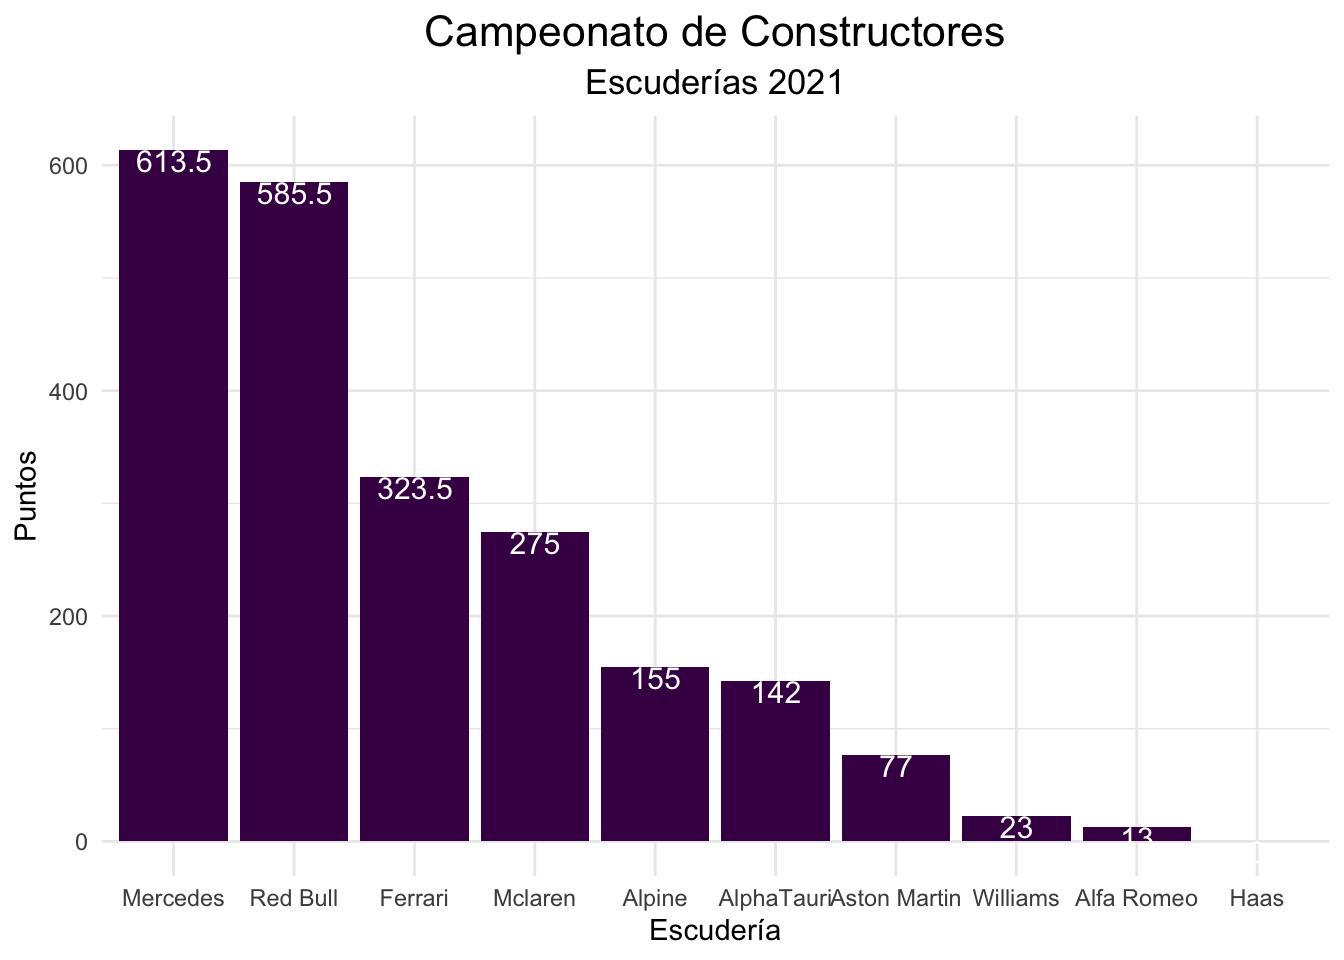 Campeonato de Constructores
Escuderías 2021
Puntos
600
400
200
0
613.5
585.5
323.5
275
155
142
77
23
13
Mercedes Red Bull Ferrari Mclaren Alpine AlphaTauri Aston Martin Williams Alfa Romeo Haas
Escudería